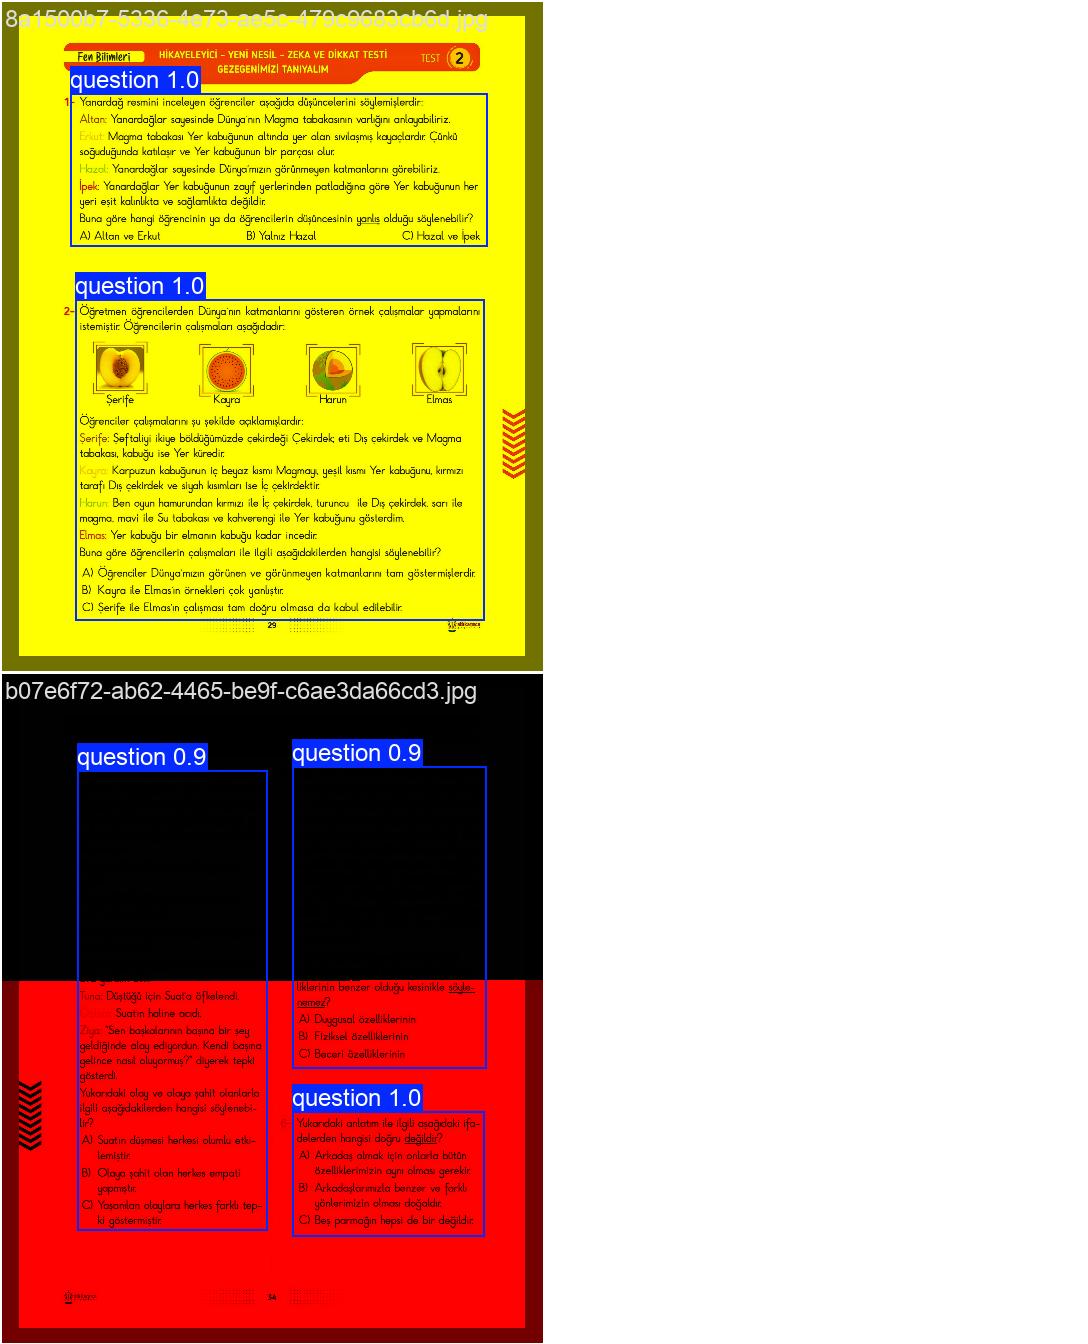 8a1500b7-5336-4e73-ae5c-479c9683cb6d.jpg
Fen Bilimleri
HİKAYELEYİCİ - YENİ NESİL - ZEKA VE DİKKAT TESTİ
GEZEGENİMİZİ TANIYALIM
TEST 2
question 1.0
1- Yanardağ resmini inceleyen öğrenciler aşağıda düşüncelerini söylemişlerdir:
Altan: Yanardağlar sayesinde Dünya'nın Magma tabakasının varlığını anlayabiliriz.
Erkut: Magma tabakası Yer kabuğunun altında yer alan sıvılaşmış kayaçlardır. Çünkü
soğuduğunda katılaşır ve Yer kabuğunun bir parçası olur.
Hazal: Yanardağlar sayesinde Dünya'mızın görünmeyen katmanlarını görebiliriz.
İpek: Yanardağlar Yer kabuğunun zayıf yerlerinden patladığına göre Yer kabuğunun her
yeri eşit kalınlıkta ve sağlamlıkta değildir.
Buna göre hangi öğrencinin ya da öğrencilerin düşüncesinin yanlış olduğu söylenebilir?
A) Altan ve Erkut B) Yalnız Hazal C) Hazal ve İpek
question 1.0
2- Öğretmen öğrencilerden Dünya'nın katmanlarını gösteren örnek çalışmalar yapmalarını
istemiştir. Öğrencilerin çalışmaları aşağıdadır:
Şerife Kayra Harun Elmas
Öğrenciler çalışmalarını şu şekilde açıklamışlardır:
Şerife: Şeftaliyi ikiye böldüğümüzde çekirdeği Çekirdek, eti Dış çekirdek ve Magma
tabakası, kabuğu ise Yer küredir.
Kayra: Karpuzun kabuğunun iç beyaz kısmı Magmayı, yeşil kısmı Yer kabuğunu, kırmızı
tarafı Dış çekirdek ve siyah kısımları ise İç çekirdektir.
Harun: Ben oyun hamurundan kırmızı ile İç çekirdek, turuncu ile Dış çekirdek, sarı ile
magma, mavi ile Su tabakası ve kahverengi ile Yer kabuğunu gösterdim.
Elmas: Yer kabuğu bir elmanın kabuğu kadar incedir.
Buna göre öğrencilerin çalışmaları ile ilgili aşağıdakilerden hangisi söylenebilir?
A) Öğrenciler Dünya'mızın görünen ve görünmeyen katmanlarını tam göstermişlerdir.
B) Kayra ile Elmas'ın örnekleri çok yanlıştır.
C) Şerife ile Elmas'ın çalışması tam doğru olmasa da kabul edilebilir.
29
b07e6f72-ab62-4465-be9f-c6ae3da66cd3.jpg
question 0.9
Tuna: Düştüğü için Suat'a öfkelendi.
Suat'ın haline acıdı.
Ziya: "Sen başkalarının başına bir şey
geldiğinde alay ediyordun. Kendi başına
gelince nasıl oluyormuş?" diyerek tepki
gösterdi.
Yukarıdaki olay ve olaya şahit olanlarla
ilgili aşağıdakilerden hangisi söylenebi-
lir?
A) Suat'ın düşmesi herkesi olumlu etki-
lemiştir.
B) Olaya şahit olan herkes empati
yapmıştır.
C) Yaşanılan olaylara herkes farklı tep-
ki göstermiştir.
question 0.9
liklerinin benzer olduğu kesinlikle söyle-
nemez?
A) Duygusal özelliklerinin
B) Fiziksel özelliklerinin
C) Beceri özelliklerinin
question 1.0
Yukarıdaki anlatım ile ilgili aşağıdaki ifa-
delerden hangisi doğru değildir?
A) Arkadaş olmak için onlarla bütün
özelliklerimizin aynı olması gerekir.
B) Arkadaşlarımızla benzer ve farklı
yönlerimizin olması doğaldır.
C) Beş parmağın hepsi de bir değildir.
34